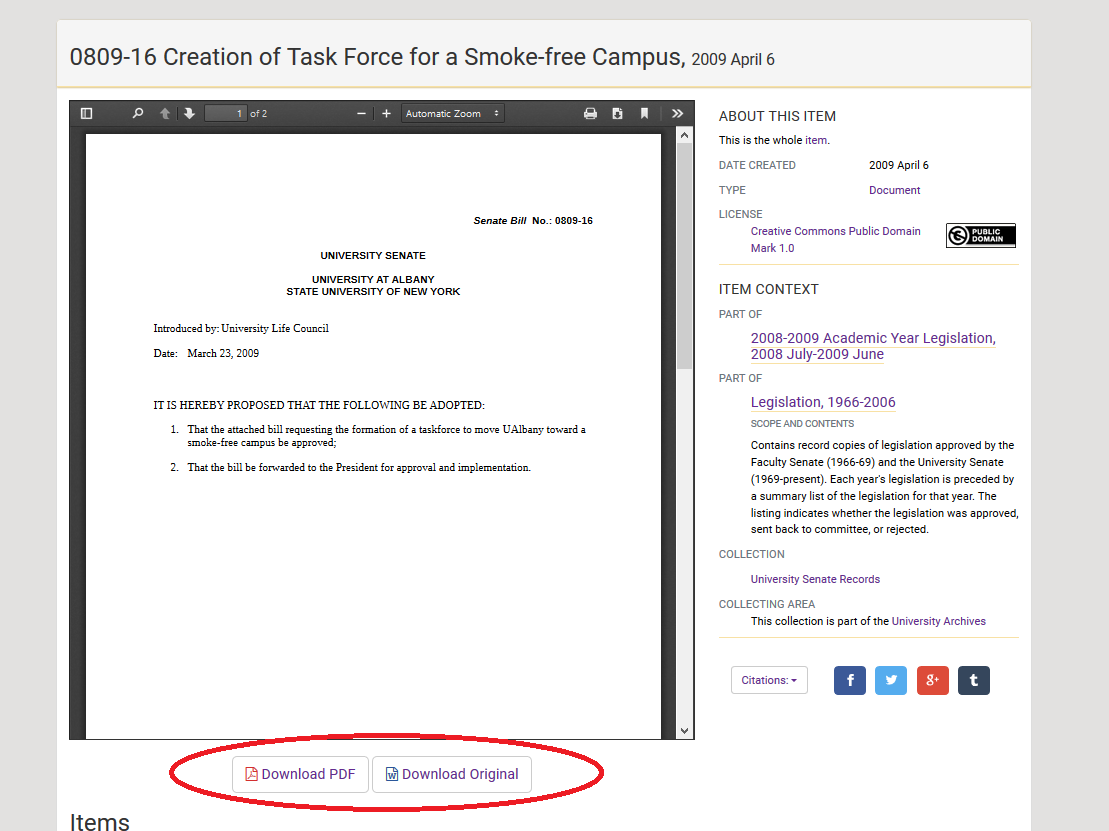 0809-16 Creation of Task Force for a Smoke-free Campus, 2009 April 6
1 of 2
Automatic Zoom
Senate Bill No.: 0809-16
UNIVERSITY SENATE
UNIVERSITY AT ALBANY
STATE UNIVERSITY OF NEW YORK
Introduced by: University Life Council
Date: March 23, 2009
IT IS HEREBY PROPOSED THAT THE FOLLOWING BE ADOPTED:
1. That the attached bill requesting the formation of a taskforce to move UAlbany toward a
smoke-free campus be approved;
2. That the bill be forwarded to the President for approval and implementation.
Download PDF
Download Original
Items
ABOUT THIS ITEM
This is the whole item.
DATE CREATED 2009 April 6
TYPE Document
LICENSE
Creative Commons Public Domain
Mark 1.0
PUBLIC
DOMAIN
ITEM CONTEXT
PART OF
2008-2009 Academic Year Legislation,
2008 July-2009 June
PART OF
Legislation, 1966-2006
SCOPE AND CONTENTS
Contains record copies of legislation approved by the
Faculty Senate (1966-69) and the University Senate
(1969-present). Each year's legislation is preceded by
a summary list of the legislation for that year. The
listing indicates whether the legislation was approved,
sent back to committee, or rejected.
COLLECTION
University Senate Records
COLLECTING AREA
This collection is part of the University Archives
Citations:
f
g+
t